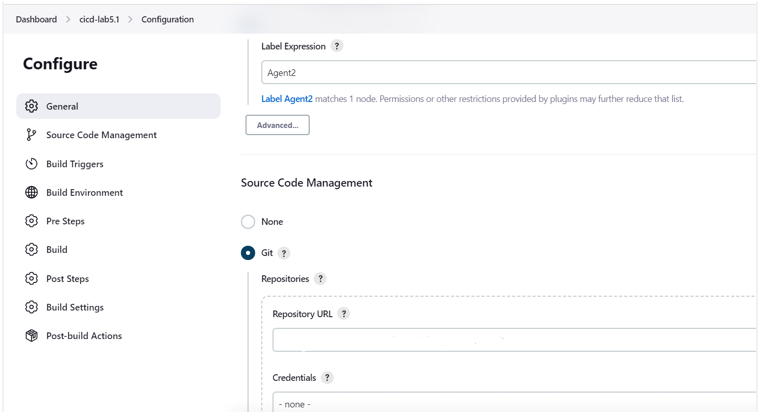 Dashboard > cicd-lab5.1 > Configuration
Configure
General
Source Code Management
Build Triggers
Build Environment
Pre Steps
Build
Post Steps
Build Settings
Post-build Actions
Label Expression ?
Agent2
Label Agent2 matches 1 node. Permissions or other restrictions provided by plugins may further reduce that list.
Advanced...
Source Code Management
None
Git ?
Repositories ?
Repository URL ?
Credentials ?
- none -